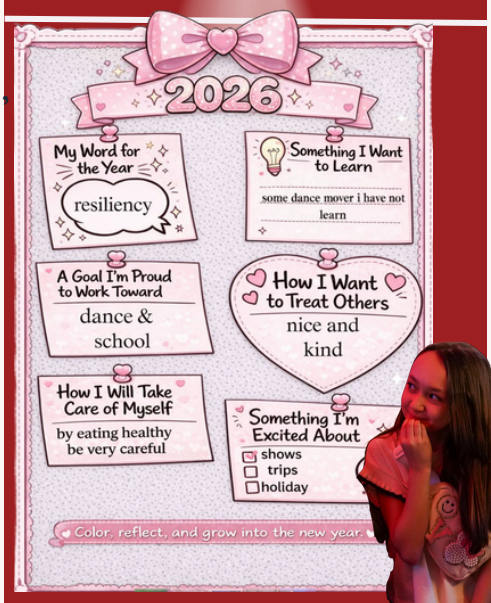 2026
My Word for
the Year
resiliency
Something I Want
to Learn
some dance mover i have not
learn
A Goal I'm Proud
to Work Toward
dance &
school
How I Want
to Treat Others
nice and
kind
How I Will Take
Care of Myself
by eating healthy
be very careful
Something I'm
Excited About
shows
trips
holiday
Color, reflect, and grow into the new year.